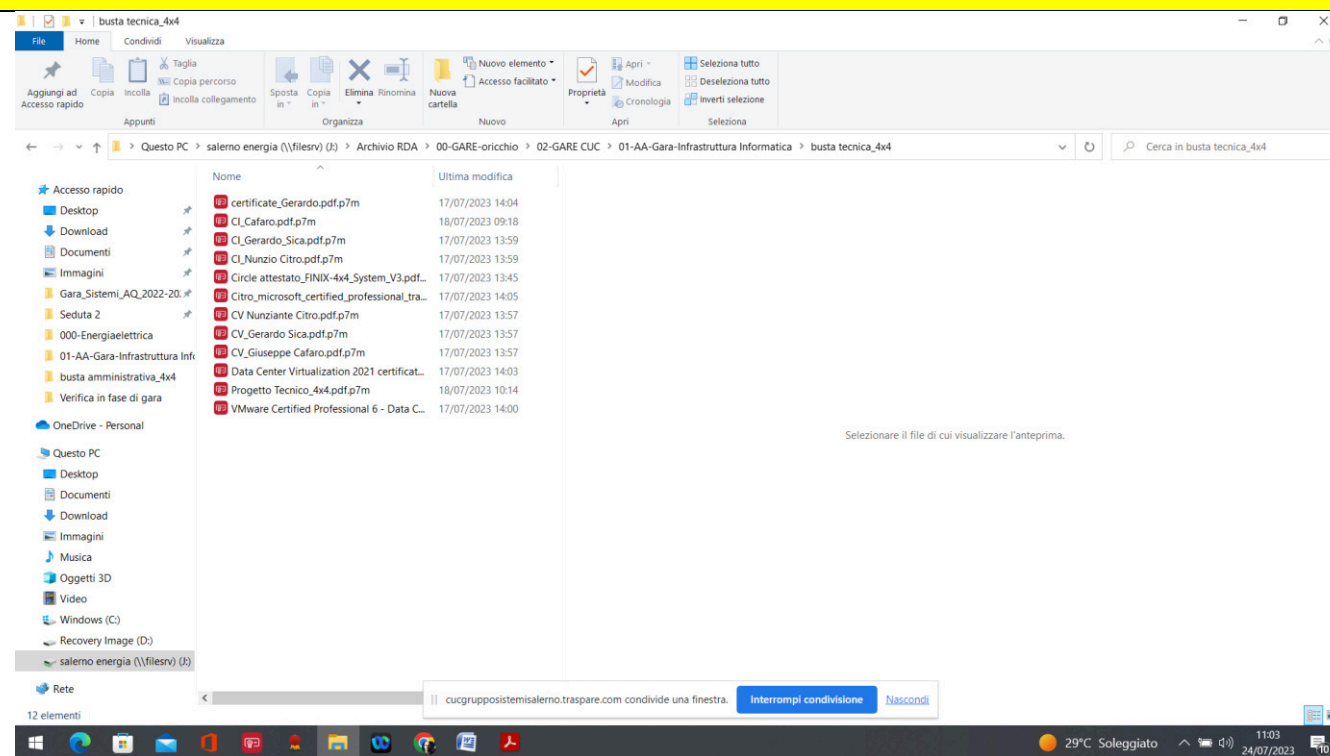 busta tecnica_4x4
File Home Condividi Visualizza
Aggiungi ad Accesso rapido
Copia
Incolla
Taglia
Copia percorso
Incolla collegamento
Appunti
Sposta in
Copia in
Elimina
Rinomina
Organizza
Nuova cartella
Nuovo elemento
Accesso facilitato
Nuovo
Proprietà
Apri
Modifica
Cronologia
Apri
Seleziona tutto
Deseleziona tutto
Inverti selezione
Seleziona
Questo PC > salerno energia (\\filesrv) (J:) > Archivio RDA > 00-GARE-oricchio > 02-GARE CUC > 01-AA-Gara-Infrastruttura Informatica > busta tecnica_4x4
Cerca in busta tecnica_4x4
Accesso rapido
Desktop
Download
Documenti
Immagini
Gara_Sistemi_AQ_2022-20
Seduta 2
000-Energiaelettrica
01-AA-Gara-Infrastruttura Info
busta amministrativa_4x4
Verifica in fase di gara
OneDrive - Personal
Questo PC
Desktop
Documenti
Download
Immagini
Musica
Oggetti 3D
Video
Windows (C:)
Recovery Image (D:)
salerno energia (\\filesrv) (J:)
Rete
12 elementi
Nome Ultima modifica
certificate_Gerardo.pdf.p7m 17/07/2023 14:04
CI_Cafaro.pdf.p7m 18/07/2023 09:18
CI_Gerardo_Sica.pdf.p7m 17/07/2023 13:59
CI_Nunzio Citro.pdf.p7m 17/07/2023 13:59
Circle attestato_FINIX-4x4_System_V3.pdf... 17/07/2023 13:45
Citro_microsoft_certified_professional_tra... 17/07/2023 14:05
CV Nunziante Citro.pdf.p7m 17/07/2023 13:57
CV_Gerardo Sica.pdf.p7m 17/07/2023 13:57
CV_Giuseppe Cafaro.pdf.p7m 17/07/2023 13:57
Data Center Virtualization 2021 certificat... 17/07/2023 14:03
Progetto Tecnico_4x4.pdf.p7m 18/07/2023 10:14
VMware Certified Professional 6 - Data C... 17/07/2023 14:00
Selezionare il file di cui visualizzare l'anteprima.
cucgrupposistemisalerno.traspare.com condivide una finestra. Interrompi condivisione Nascondi
29°C Soleggiato
11:03
24/07/2023